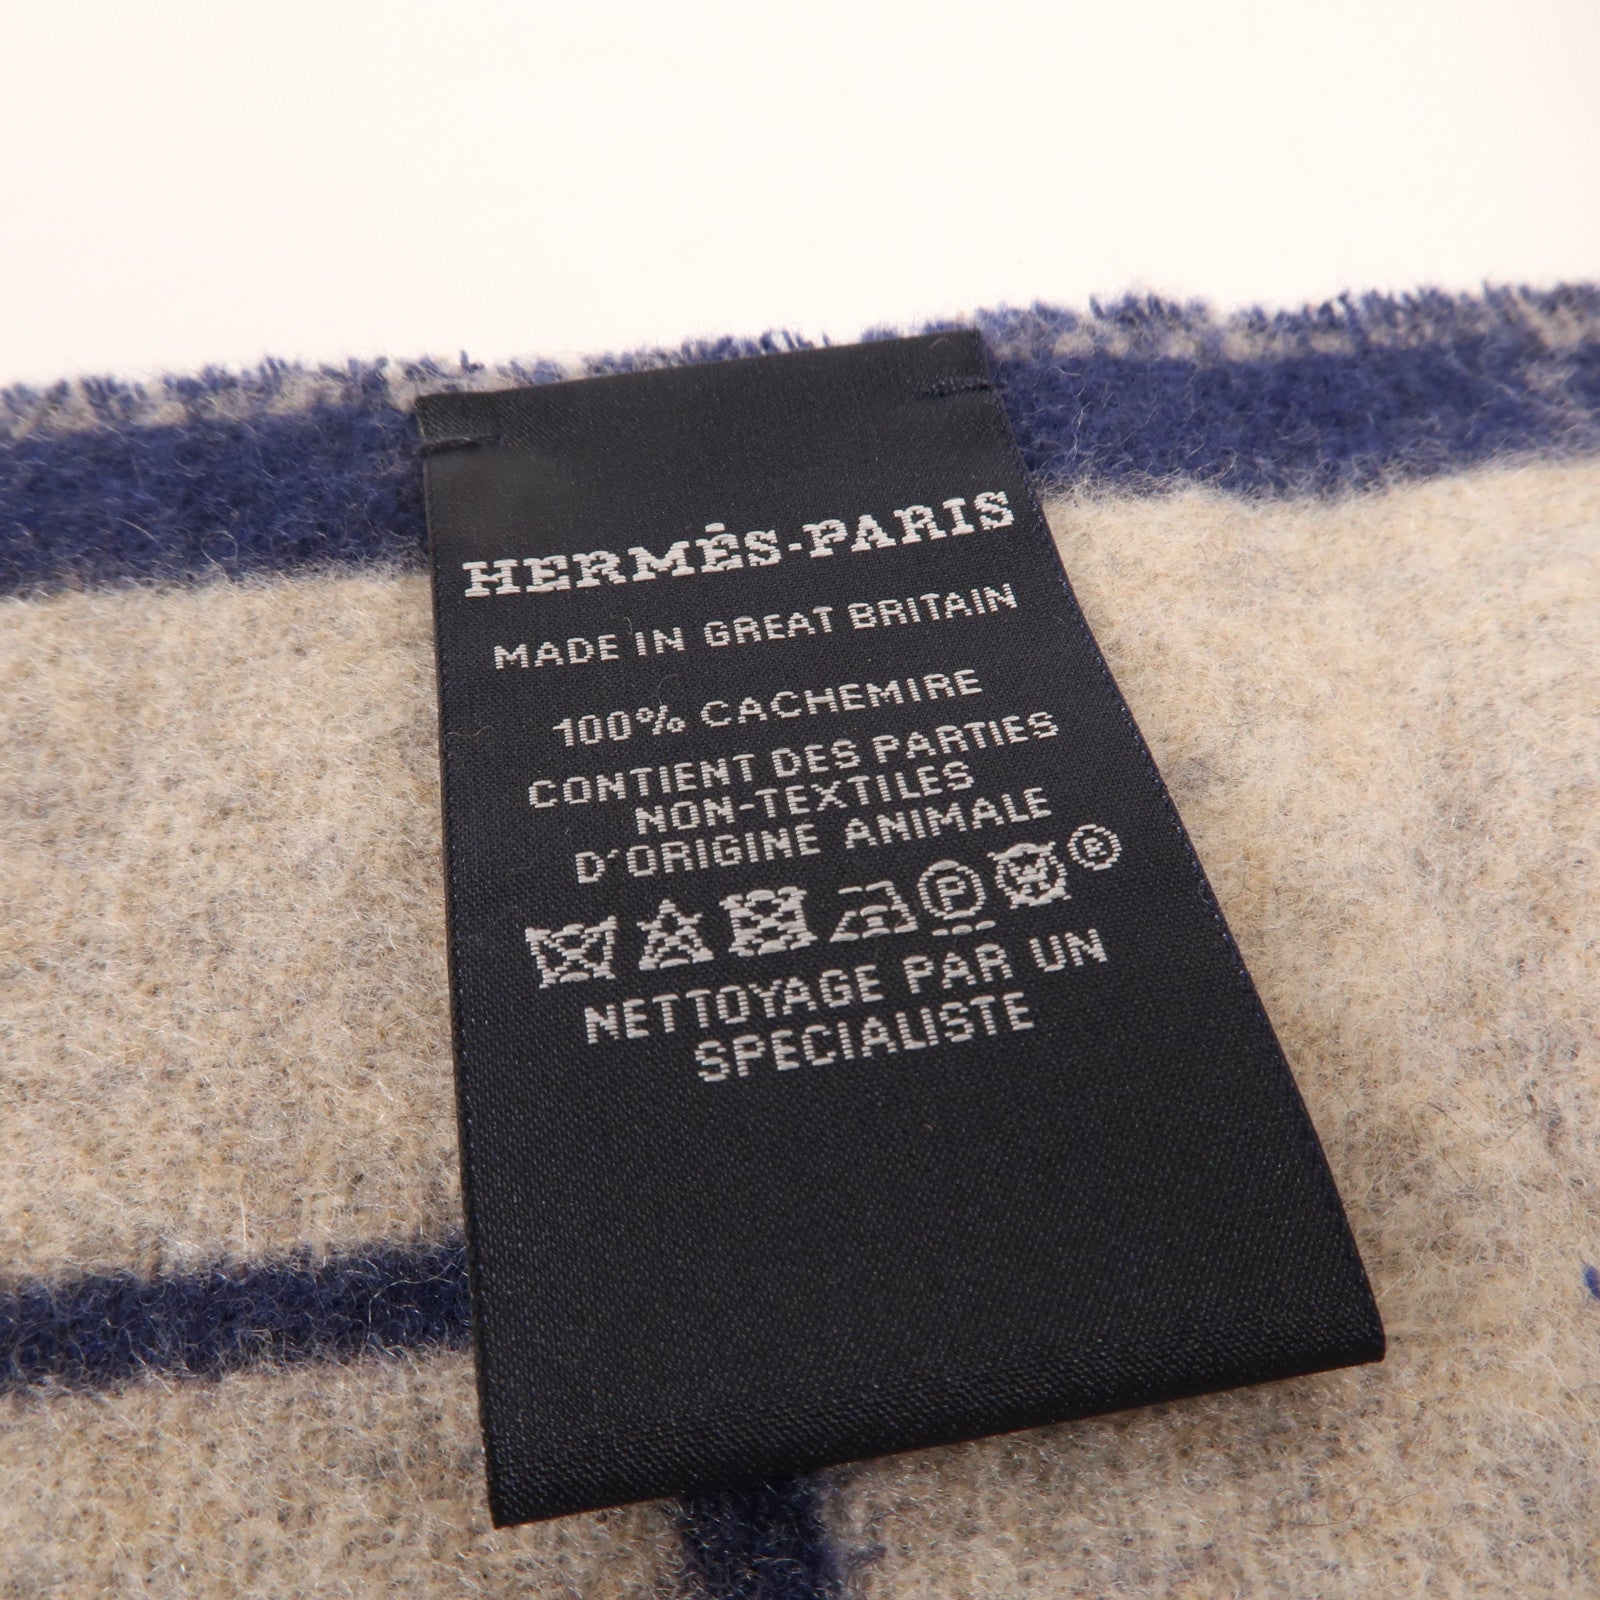 HERMÈS-PARIS
MADE IN GREAT BRITAIN
100% CACHEMIRE
CONTIENT DES PARTIES
NON-TEXTILES
D'ORIGINE ANIMALE
P ®
NETTOYAGE PAR UN
SPECIALISTE